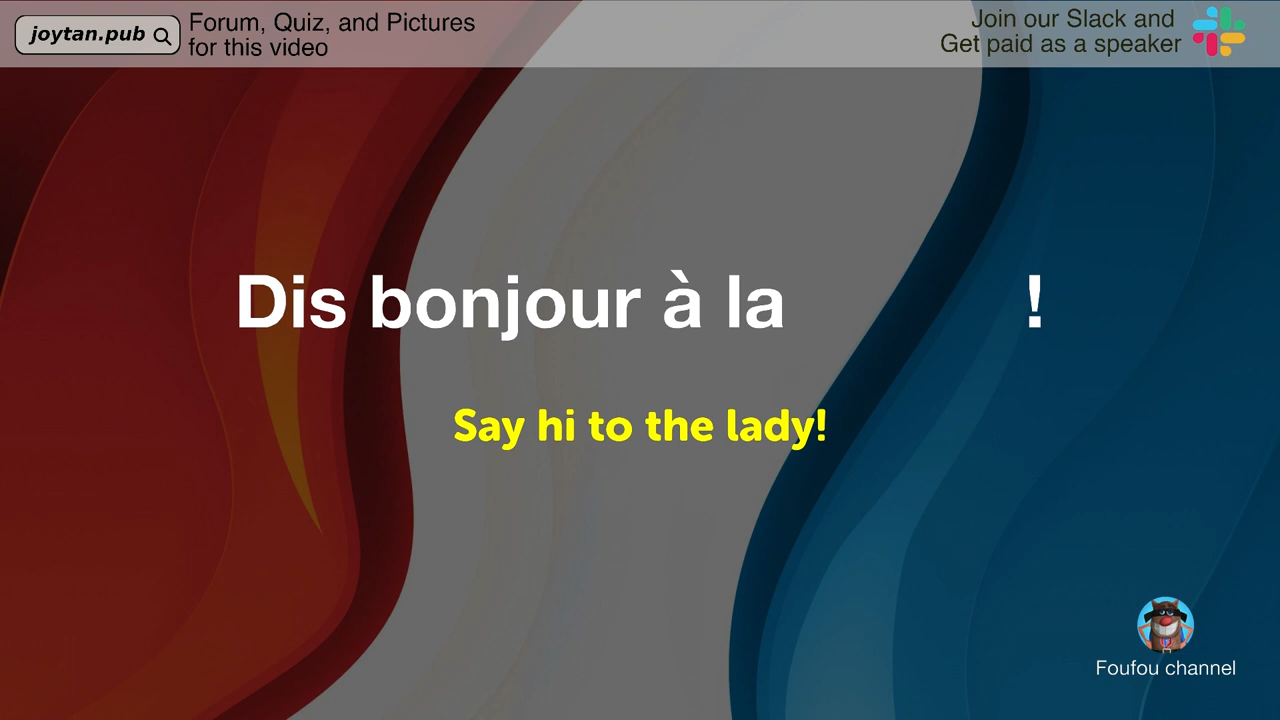 joytan.pub
Forum, Quiz, and Pictures
for this video
Join our Slack and
Get paid as a speaker
Dis bonjour à la !
Say hi to the lady!
Foufou channel